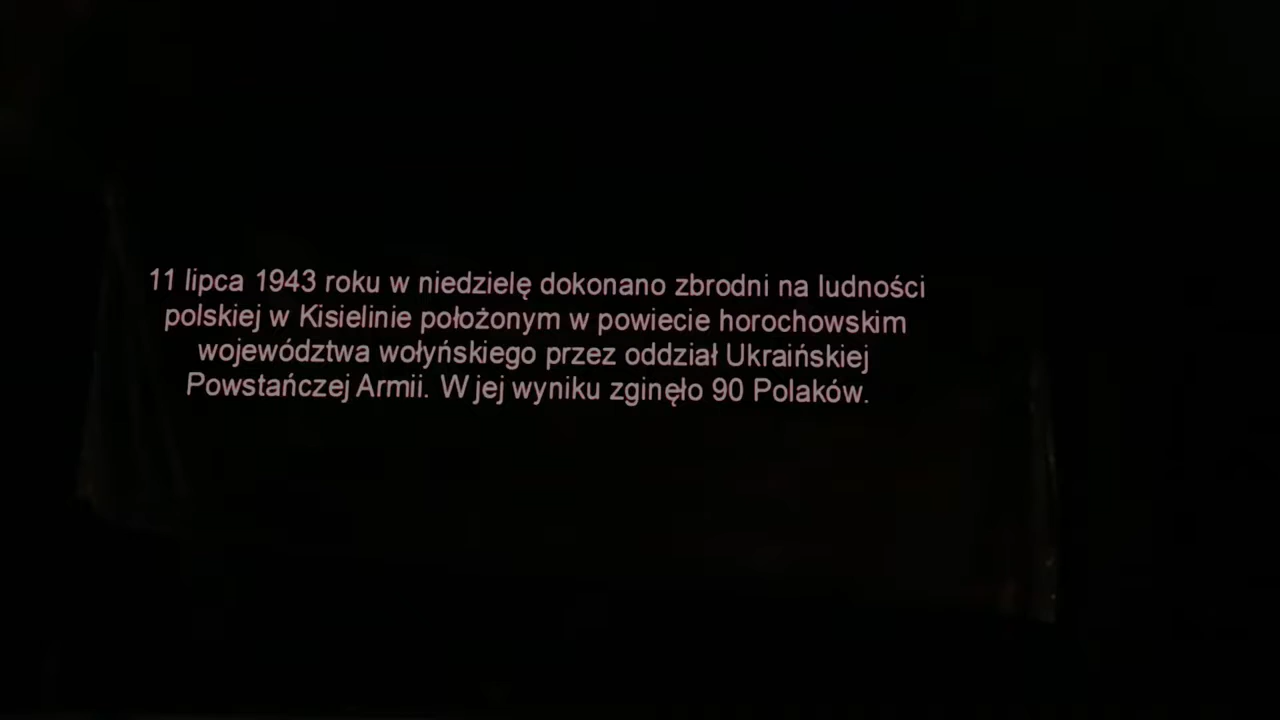 11 lipca 1943 roku w niedzielę dokonano zbrodni na ludności
polskiej w Kisielinie położonym w powiecie horochowskim
województwa wołyńskiego przez oddział Ukraińskiej
Powstańczej Armii. W jej wyniku zginęło 90 Polaków.